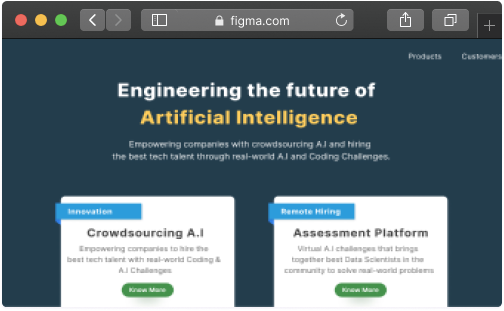 figma.com
Products Customers
Engineering the future of
Artificial Intelligence
Empowering companies with crowdsourcing A.I and hiring
the best tech talent through real-world A.I and Coding Challenges.
Innovation
Crowdsourcing A.I
Empowering companies to hire the
best tech talent with real-world Coding &
A.I Challenges
Know More
Remote Hiring
Assessment Platform
Virtual A.I challenges that brings
together best Data Scientists in the
community to solve real-world problems
Know More